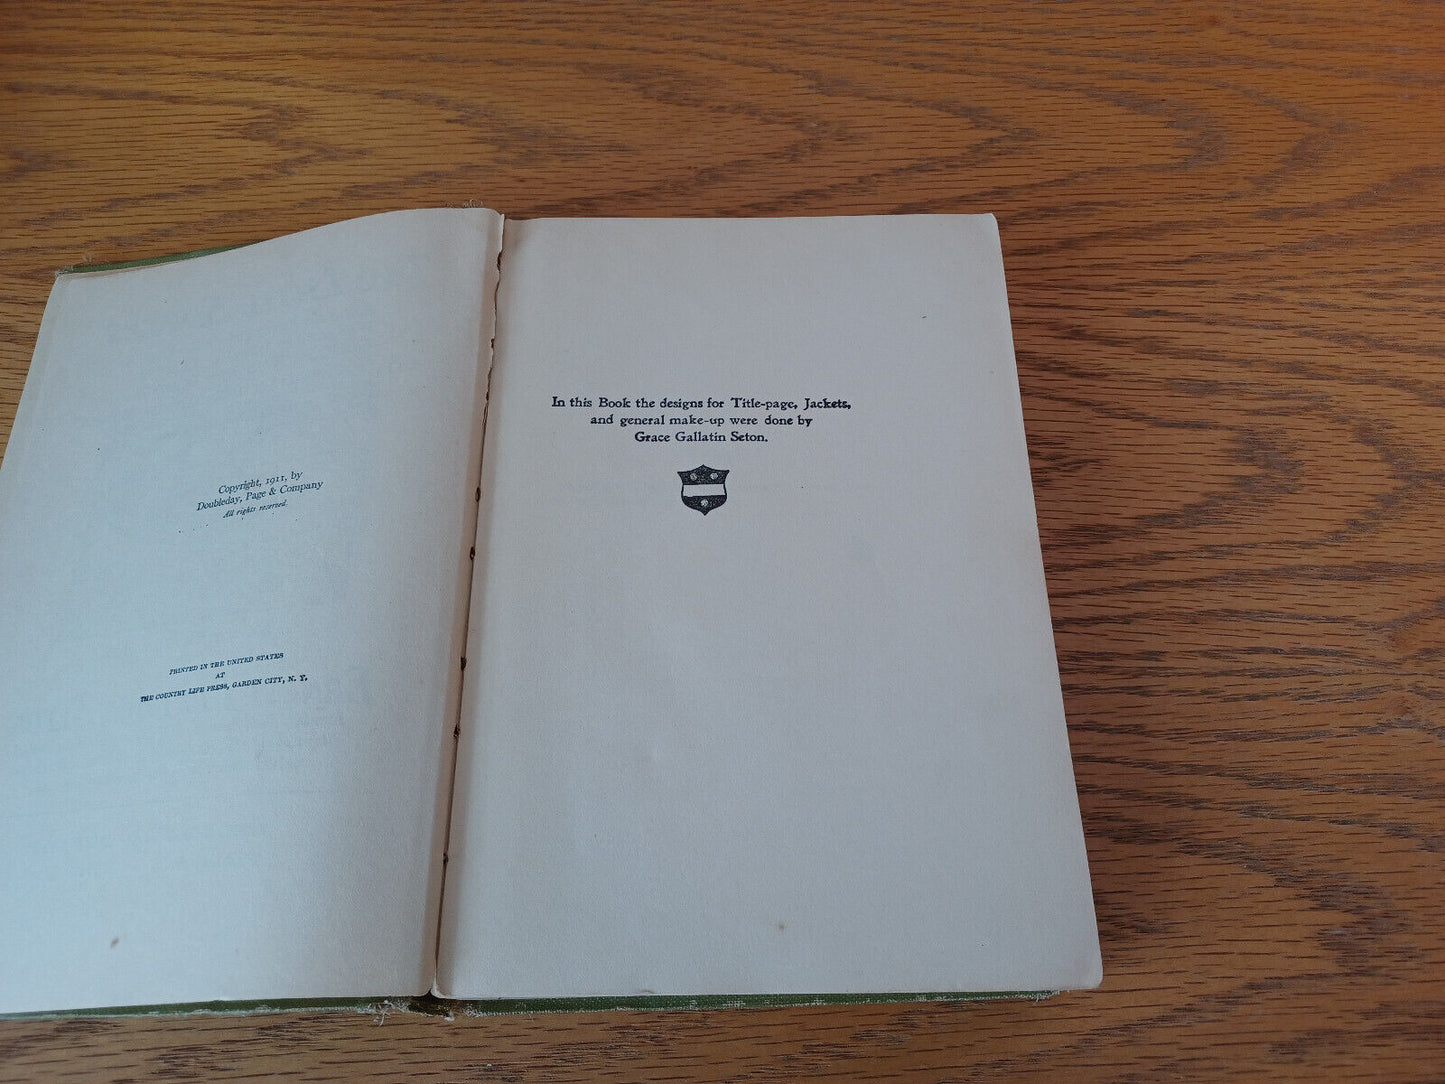 Copyright, 1911, by
Doubleday, Page & Company
All rights reserved.
PRINTED IN THE UNITED STATES
AT
THE COUNTRY LIFE PRESS, GARDEN CITY, N. Y.
In this Book the designs for Title-page, Jackets,
and general make-up were done by
Grace Gallatin Seton.